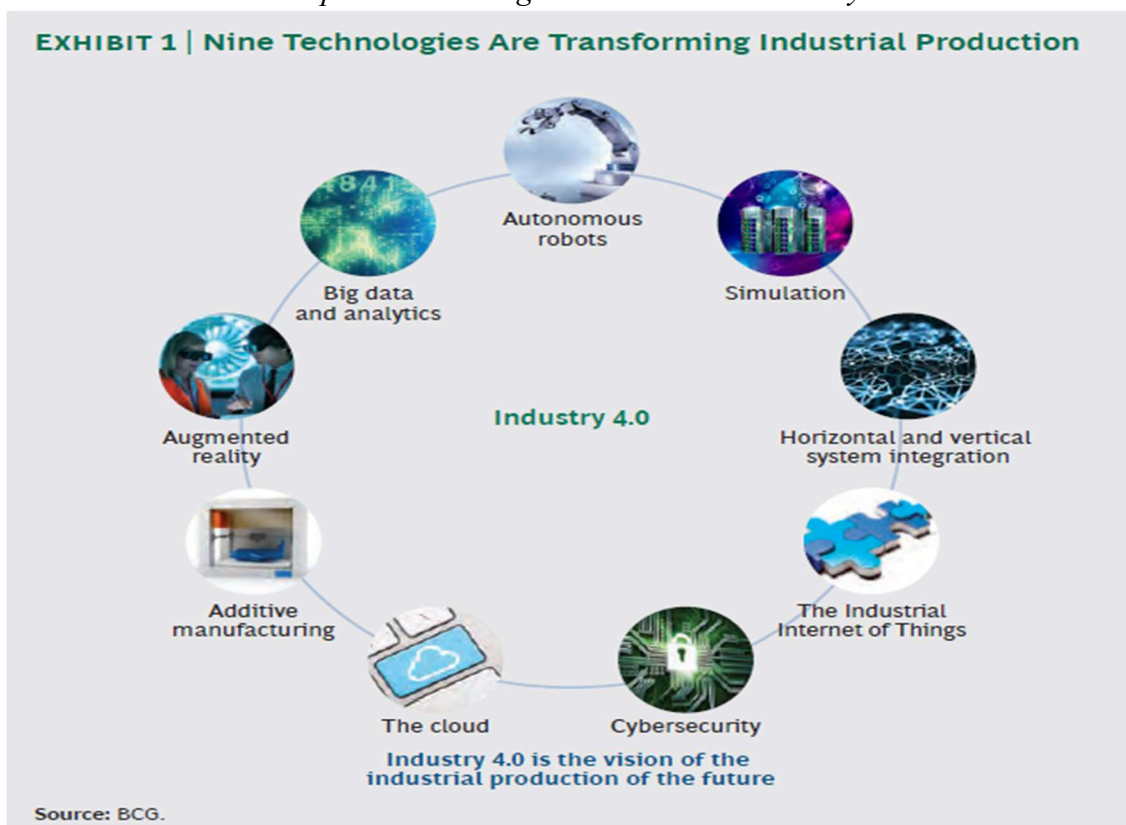 EXHIBIT 1 | Nine Technologies Are Transforming Industrial Production
Autonomous
robots
Simulation
Horizontal and vertical
system integration
The Industrial
Internet of Things
Cybersecurity
The cloud
Additive
manufacturing
Augmented
reality
Big data
and analytics
Industry 4.0
Industry 4.0 is the vision of the
industrial production of the future
Source: BCG.